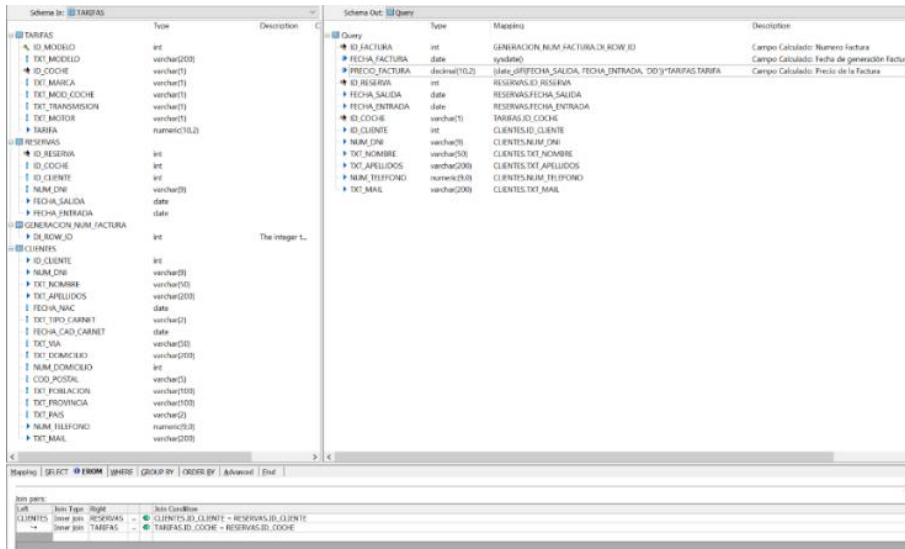 Schema In: TARIFAS
Type Description C
TARIFAS
ID_MODELO int
TXT_MODELO varchar(200)
ID_COCHE varchar(1)
TXT_MARCA varchar(1)
TXT_MOD_COCHE varchar(1)
TXT_TRANSMISION varchar(1)
TXT_MOTOR varchar(1)
TARIFA numeric(10,2)
RESERVAS
ID_RESERVA int
ID_COCHE int
ID_CLIENTE int
NUM_DNI varchar(9)
FECHA_SALIDA date
FECHA_ENTRADA date
GENERACION_NUM_FACTURA
DI_ROW_ID int The integer t...
CLIENTES
ID_CLIENTE int
NUM_DNI varchar(9)
TXT_NOMBRE varchar(50)
TXT_APELLIDOS varchar(200)
FECHA_NAC date
TXT_TIPO_CARNET varchar(2)
FECHA_CAD_CARNET date
TXT_VIA varchar(50)
TXT_DOMICILIO varchar(200)
NUM_DOMICILIO int
COD_POSTAL varchar(5)
TXT_POBLACION varchar(100)
TXT_PROVINCIA varchar(100)
TXT_PAIS varchar(2)
NUM_TELEFONO numeric(9,0)
TXT_MAIL varchar(200)
Schema Out: Query
Type Mapping Description
Query
ID_FACTURA int GENERACION_NUM_FACTURA.DI_ROW_ID Campo Calculado: Numero Factura
FECHA_FACTURA date sysdate() Campo Calculado: Fecha de generación Factu
PRECIO_FACTURA decimal(10,2) (date_diff(FECHA_SALIDA, FECHA_ENTRADA, 'DD'))*TARIFAS.TARIFA Campo Calculado: Precio de la Factura
ID_RESERVA int RESERVAS.ID_RESERVA
FECHA_SALIDA date RESERVAS.FECHA_SALIDA
FECHA_ENTRADA date RESERVAS.FECHA_ENTRADA
ID_COCHE varchar(1) TARIFAS.ID_COCHE
ID_CLIENTE int CLIENTES.ID_CLIENTE
NUM_DNI varchar(9) CLIENTES.NUM_DNI
TXT_NOMBRE varchar(50) CLIENTES.TXT_NOMBRE
TXT_APELLIDOS varchar(200) CLIENTES.TXT_APELLIDOS
NUM_TELEFONO numeric(9,0) CLIENTES.NUM_TELEFONO
TXT_MAIL varchar(200) CLIENTES.TXT_MAIL
Mapping SELECT FROM WHERE GROUP BY ORDER BY Advanced Find
Join pairs:
Left Join Type Right Join Condition
CLIENTES Inner join RESERVAS CLIENTES.ID_CLIENTE = RESERVAS.ID_CLIENTE
Inner join TARIFAS TARIFAS.ID_COCHE = RESERVAS.ID_COCHE